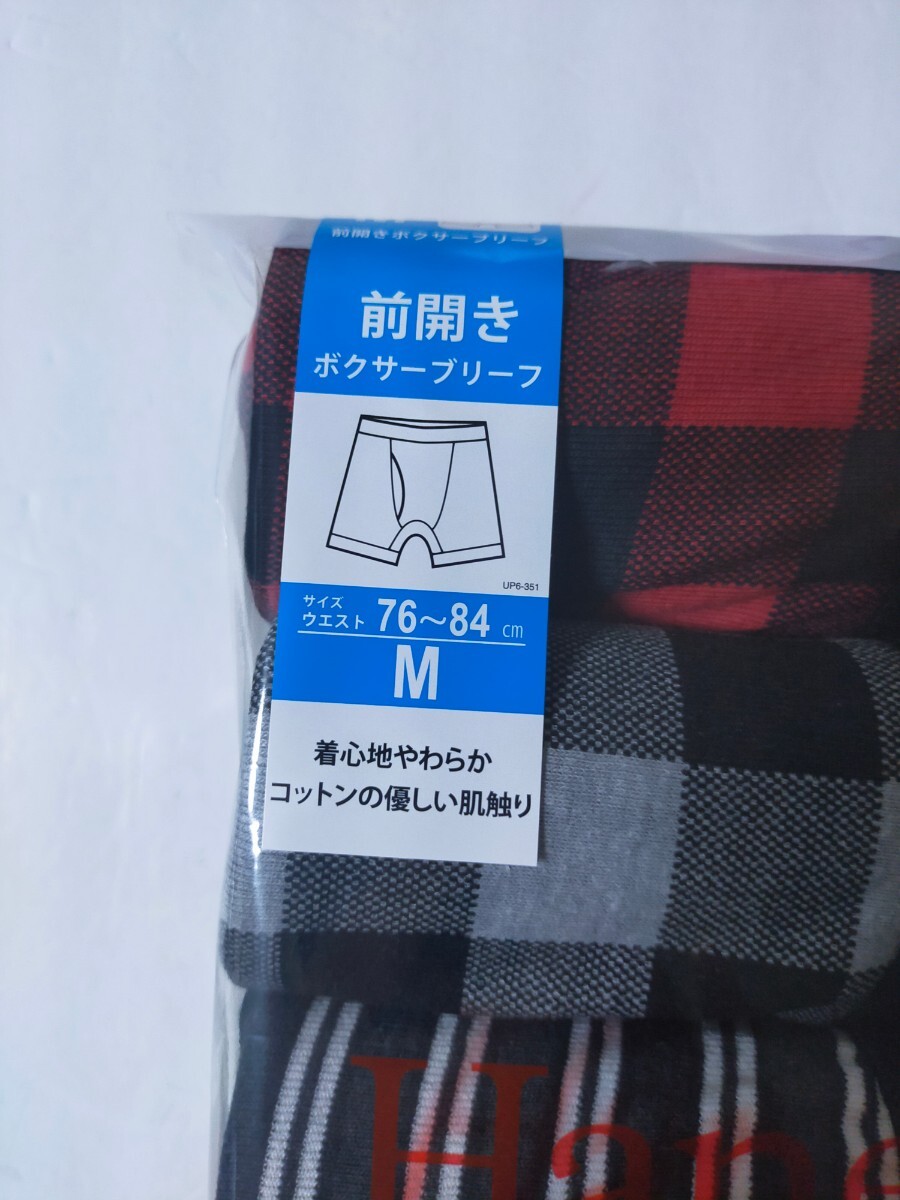 前開きボクサーブリーフ
前開き
ボクサーブリーフ
UP6-351
サイズ
ウエスト 76～84 cm
M
着心地やわらか
コットンの優しい肌触り
Hane